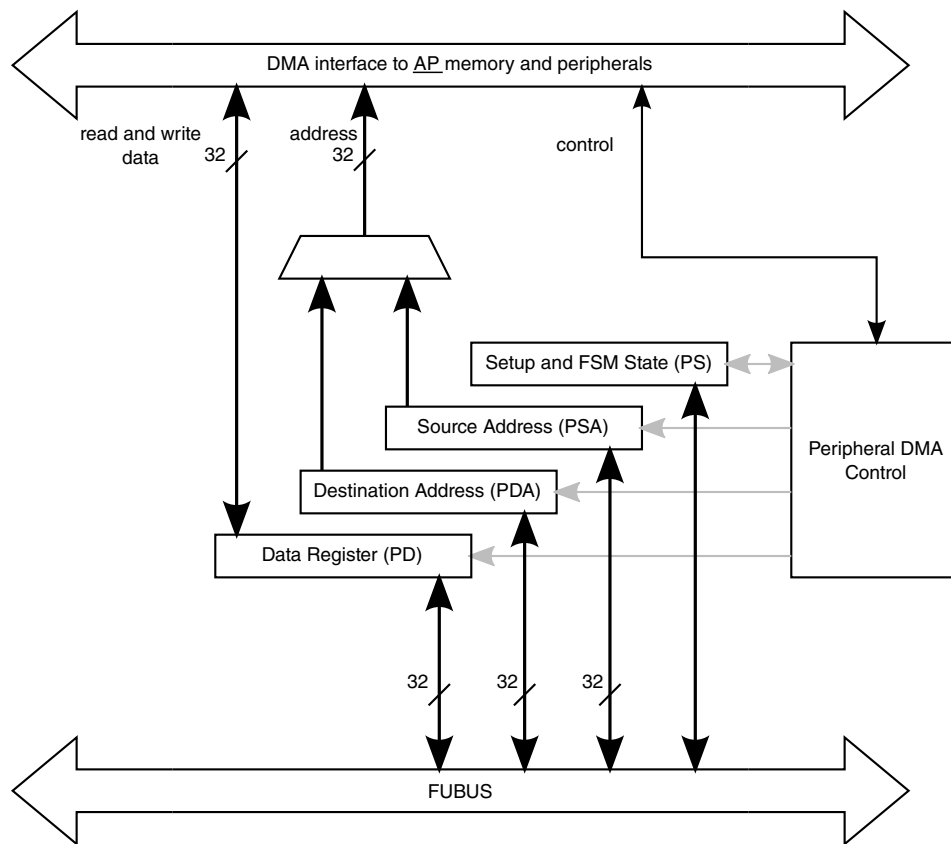 DMA interface to AP memory and peripherals
read and write
data
32
address
32
control
Setup and FSM State (PS)
Source Address (PSA)
Peripheral DMA
Control
Destination Address (PDA)
Data Register (PD)
32
32
32
FUBUS